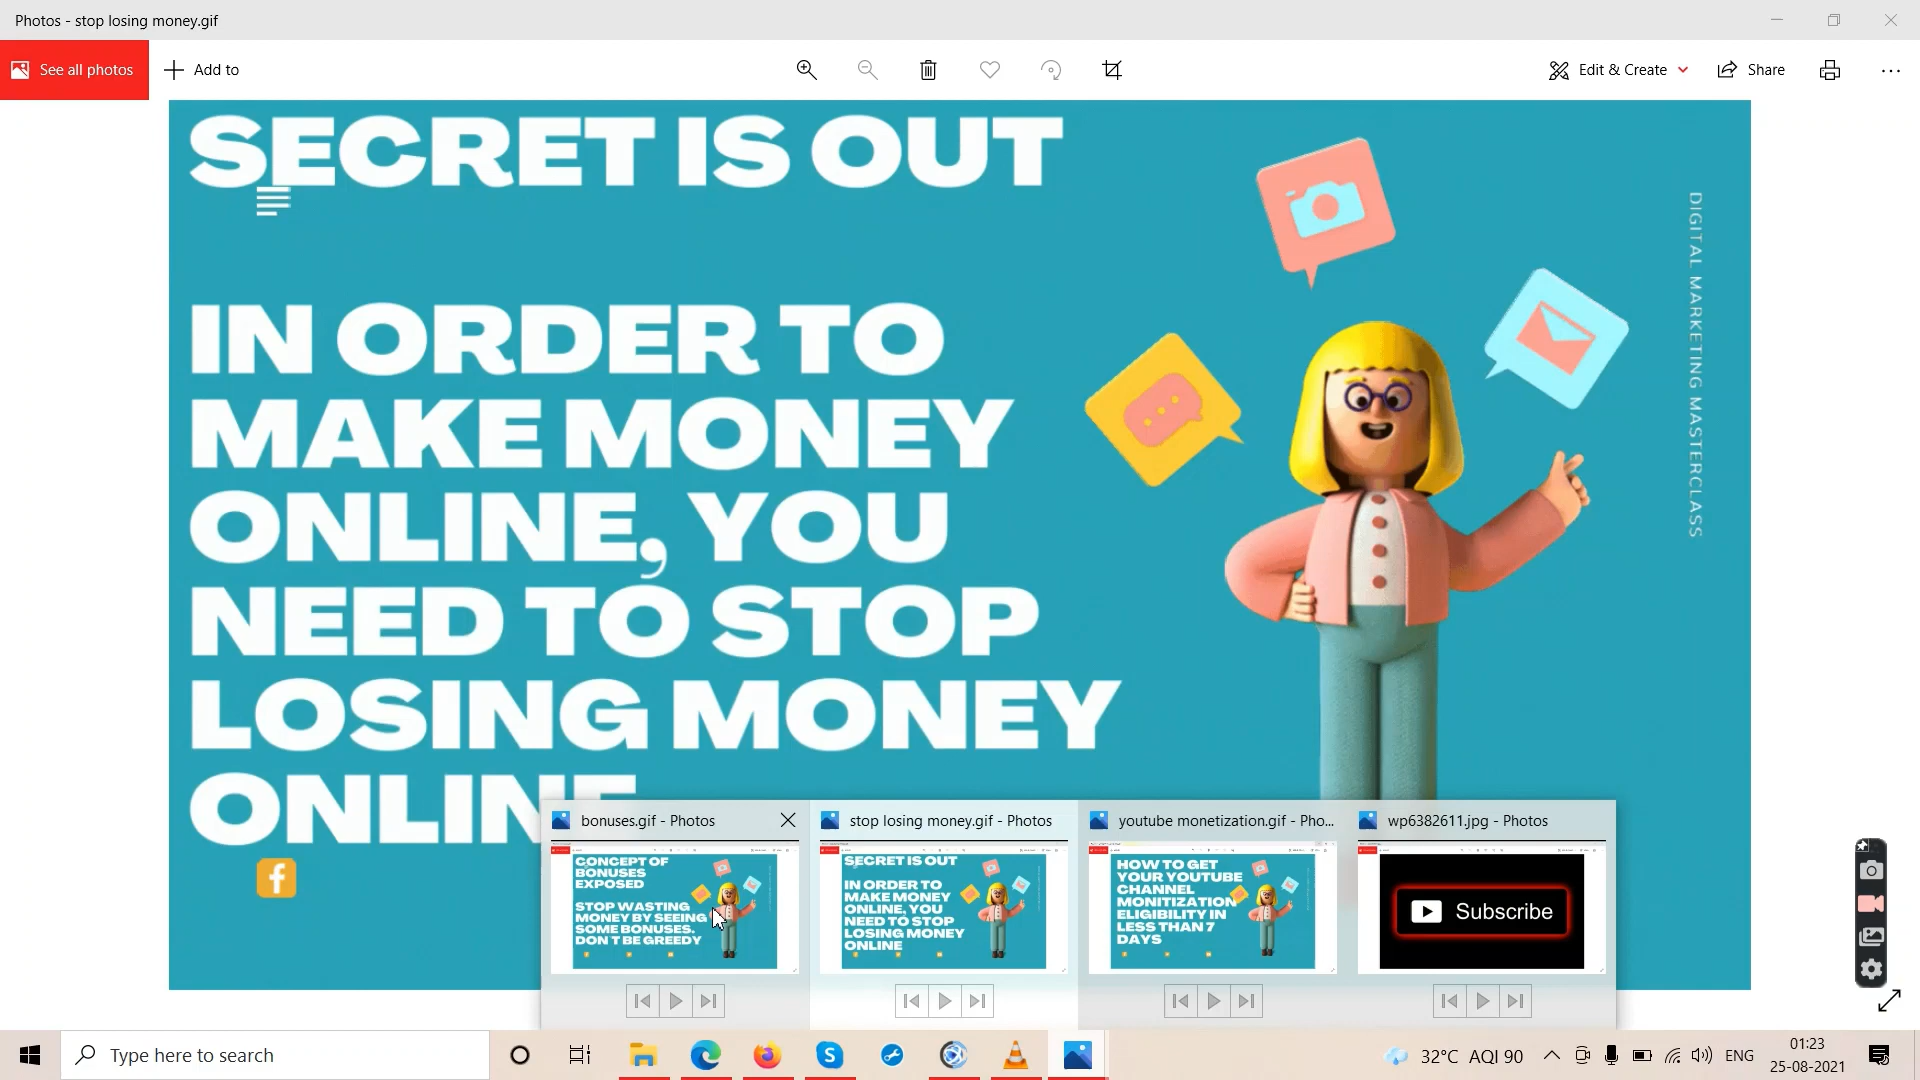 Photos - stop losing money.gif
See all photos
Add to
Edit & Create
Share
SECRET IS OUT
IN ORDER TO
MAKE MONEY
ONLINE, YOU
NEED TO STOP
LOSING MONEY
ONLINE
DIGITAL MARKETING MASTERCLASS
f
bonuses.gif - Photos
stop losing money.gif - Photos
youtube monetization.gif - Pho...
wp6382611.jpg - Photos
CONCEPT OF
BONUSES
EXPOSED
STOP WASTING
MONEY BY SEEING
SOME BONUSES.
DON T BE GREEDY
SECRET IS OUT
IN ORDER TO
MAKE MONEY
ONLINE, YOU
NEED TO STOP
LOSING MONEY
ONLINE
HOW TO GET
YOUR YOUTUBE
CHANNEL
MONITIZATION
ELIGIBILITY IN
LESS THAN 7
DAYS
Subscribe
Type here to search
32°C AQI 90
ENG
01:23
25-08-2021